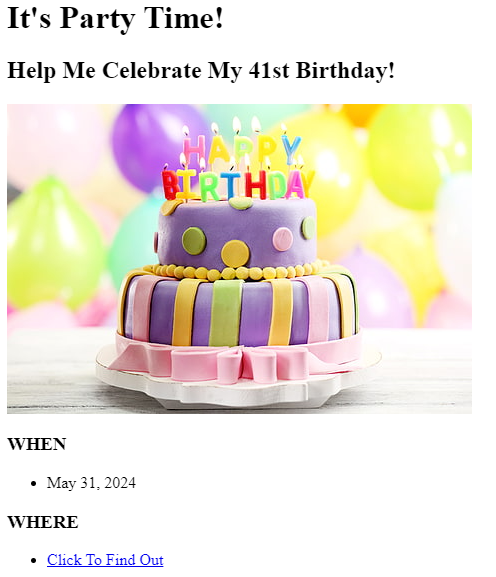 It's Party Time!
Help Me Celebrate My 41st Birthday!
HAPPY
BIRTHDAY
WHEN
May 31, 2024
WHERE
Click To Find Out